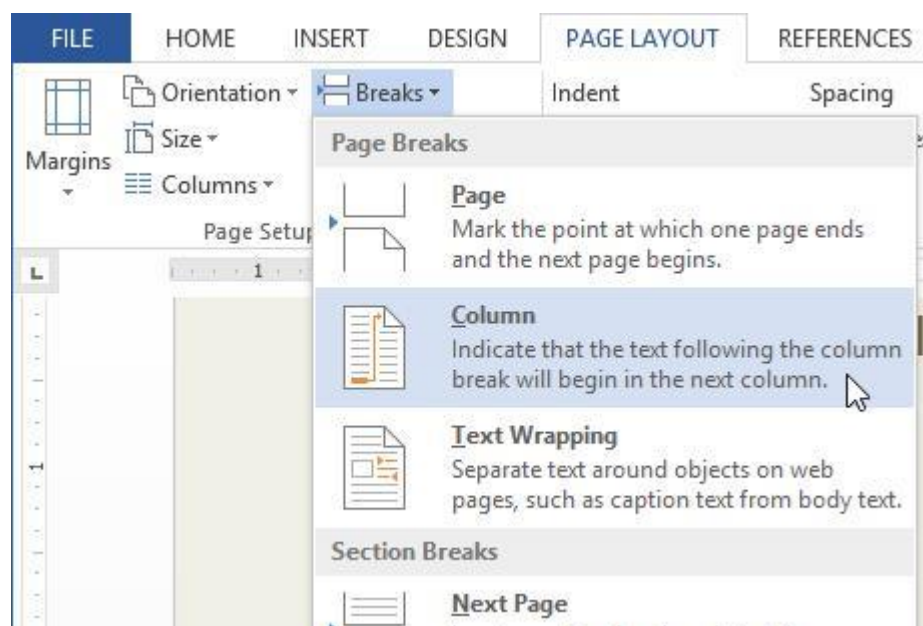 FILE HOME INSERT DESIGN PAGE LAYOUT REFERENCES
Orientation Breaks Indent Spacing
Size
Margins
Columns
Page Breaks
Page
Mark the point at which one page ends
and the next page begins.
Page Setup
L
1
Column
Indicate that the text following the column
break will begin in the next column.
1
Text Wrapping
Separate text around objects on web
pages, such as caption text from body text.
Section Breaks
Next Page